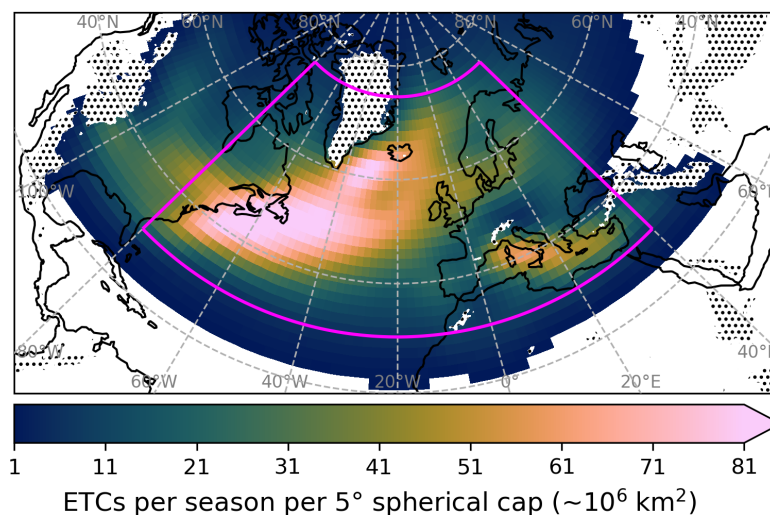 40°N 60°N 80°N 80°N 60°N 40°N
100°W 60°E
80°W 60°W 40°W 20°W 0° 20°E 40°E
1 11 21 31 41 51 61 71 81
ETCs per season per 5° spherical cap (~10⁶ km²)